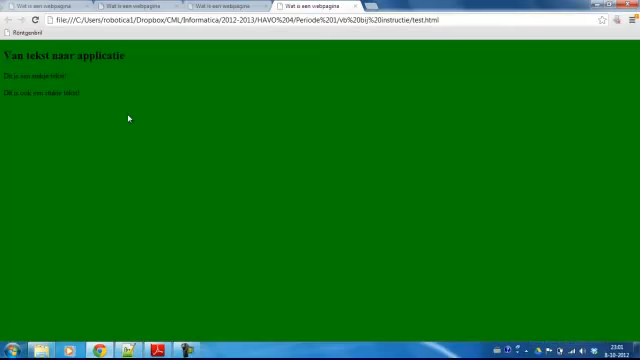 Wat is een webpagina
Wat is een webpagina
Wat is een webpagina
Wat is een webpagina
file:///C:/Users/robotica1/Dropbox/CML/Informatica/2012-2013/HAVO%204/Periode%201/vb%20bij%20instructie/test.html
Röntgenbril
Van tekst naar applicatie
Dit is een stukje tekst
Dit is ook een stukje tekst!
23:01
8-10-2012